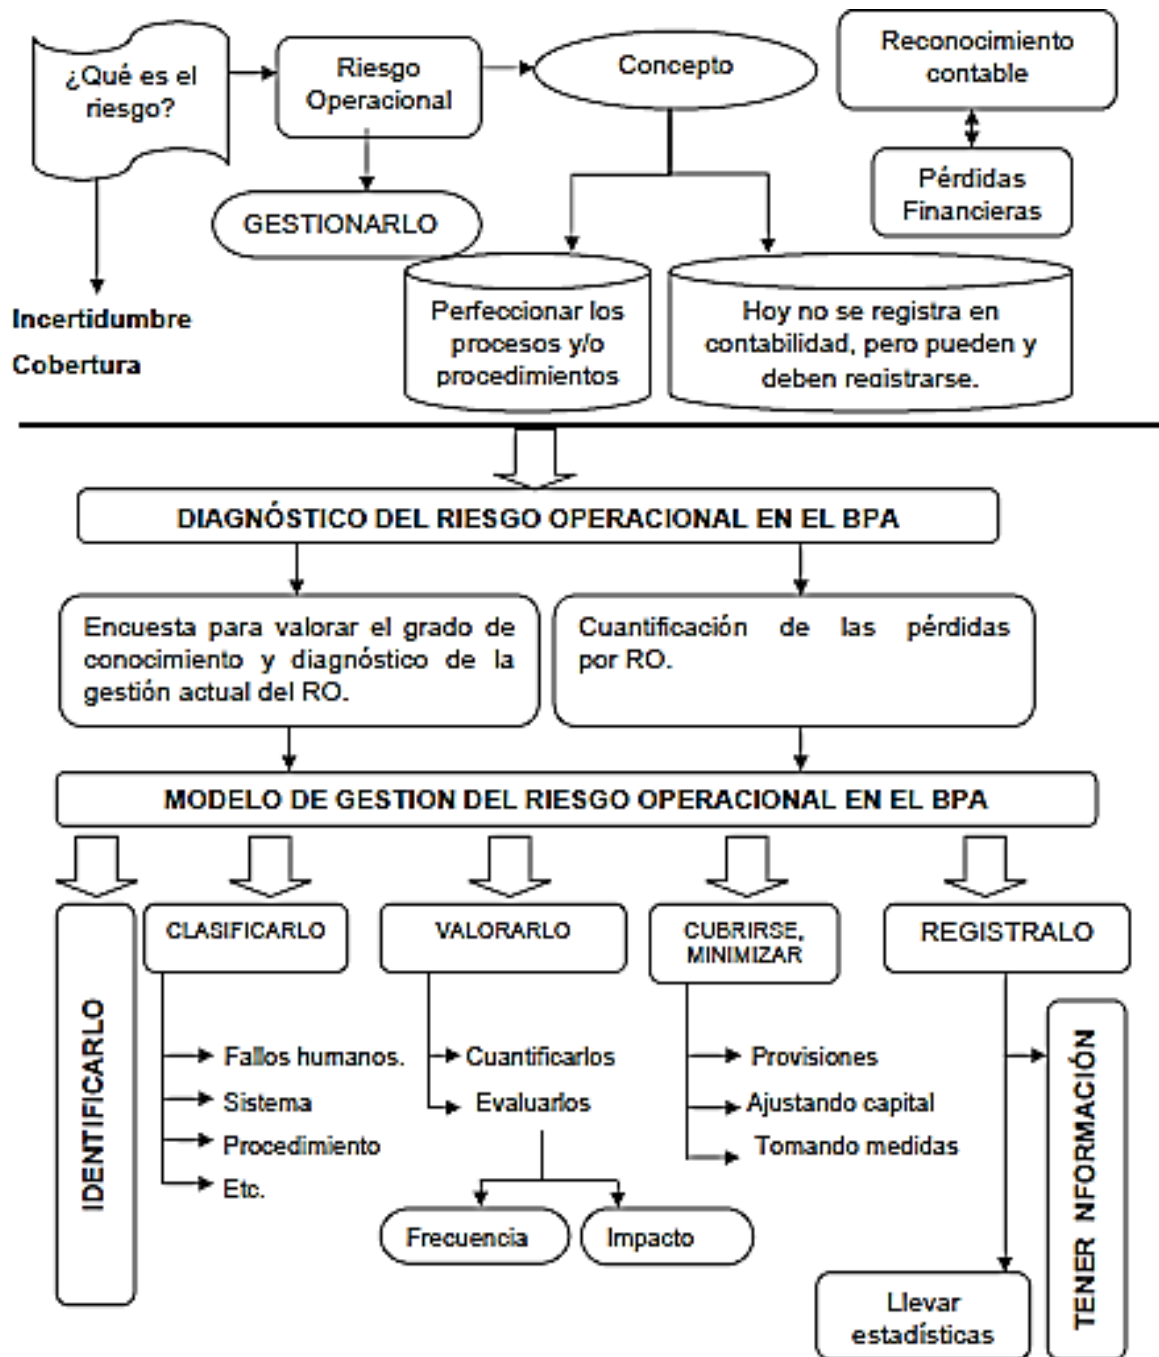 ¿Qué es el
riesgo?
Riesgo
Operacional
Concepto
Reconocimiento
contable
Pérdidas
Financieras
GESTIONARLO
Incertidumbre
Cobertura
Perfeccionar los
procesos y/o
procedimientos
Hoy no se registra en
contabilidad, pero pueden y
deben registrarse.
DIAGNÓSTICO DEL RIESGO OPERACIONAL EN EL BPA
Encuesta para valorar el grado de
conocimiento y diagnóstico de la
gestión actual del RO.
Cuantificación de las pérdidas
por RO.
MODELO DE GESTION DEL RIESGO OPERACIONAL EN EL BPA
IDENTIFICARLO
CLASIFICARLO
Fallos humanos.
Sistema
Procedimiento
Etc.
VALORARLO
Cuantificarlos
Evaluarlos
Frecuencia
Impacto
CUBRIRSE,
MINIMIZAR
Provisiones
Ajustando capital
Tomando medidas
REGISTRALO
TENER NFORMACIÓN
Llevar
estadísticas